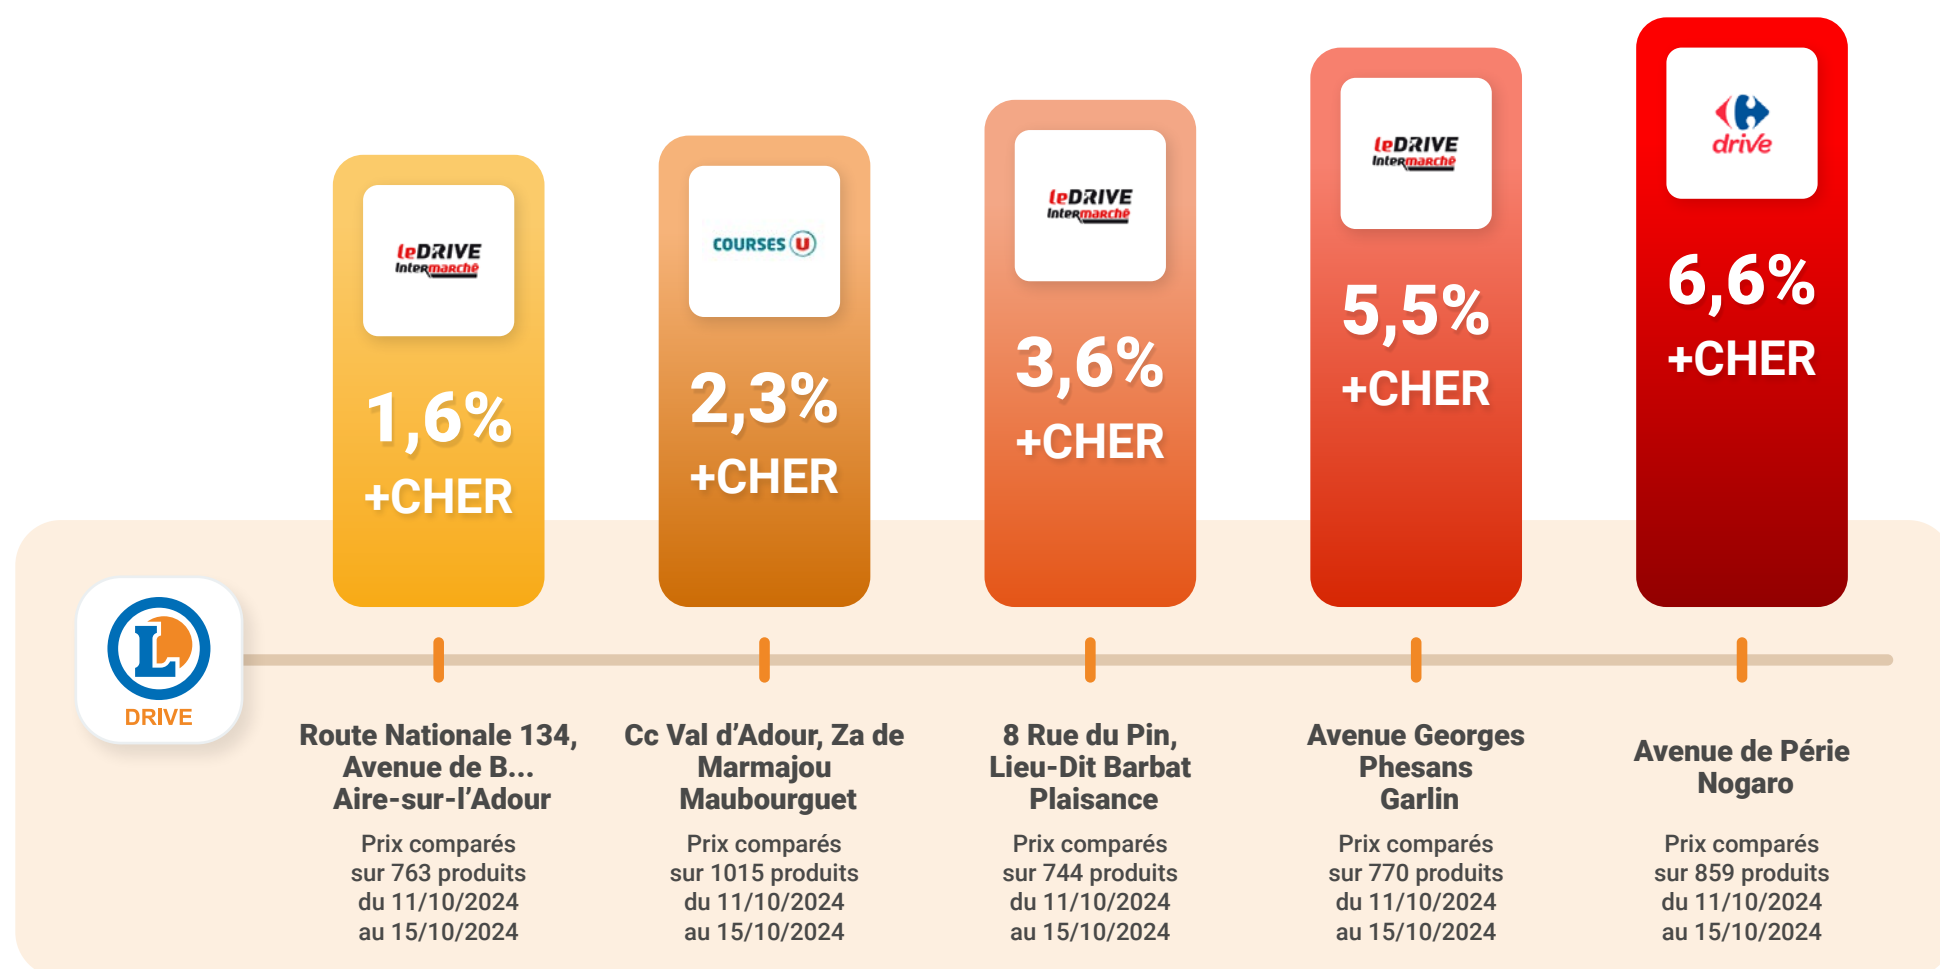 leDRIVE
Intermarché
1,6%
+CHER
COURSES U
2,3%
+CHER
leDRIVE
Intermarché
3,6%
+CHER
leDRIVE
Intermarché
5,5%
+CHER
drive
6,6%
+CHER
L
DRIVE
Route Nationale 134,
Avenue de B...
Aire-sur-l'Adour
Prix comparés
sur 763 produits
du 11/10/2024
au 15/10/2024
Cc Val d'Adour, Za de
Marmajou
Maubourguet
Prix comparés
sur 1015 produits
du 11/10/2024
au 15/10/2024
8 Rue du Pin,
Lieu-Dit Barbat
Plaisance
Prix comparés
sur 744 produits
du 11/10/2024
au 15/10/2024
Avenue Georges
Phesans
Garlin
Prix comparés
sur 770 produits
du 11/10/2024
au 15/10/2024
Avenue de Périe
Nogaro
Prix comparés
sur 859 produits
du 11/10/2024
au 15/10/2024